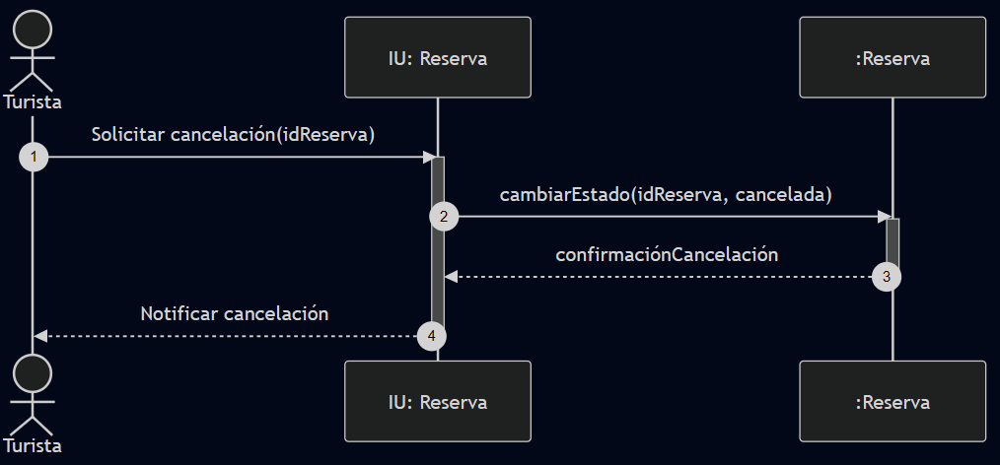 IU: Reserva
:Reserva
Turista
Solicitar cancelación(idReserva)
1
cambiarEstado(idReserva, cancelada)
2
confirmaciónCancelación
3
Notificar cancelación
4
IU: Reserva
:Reserva
Turista